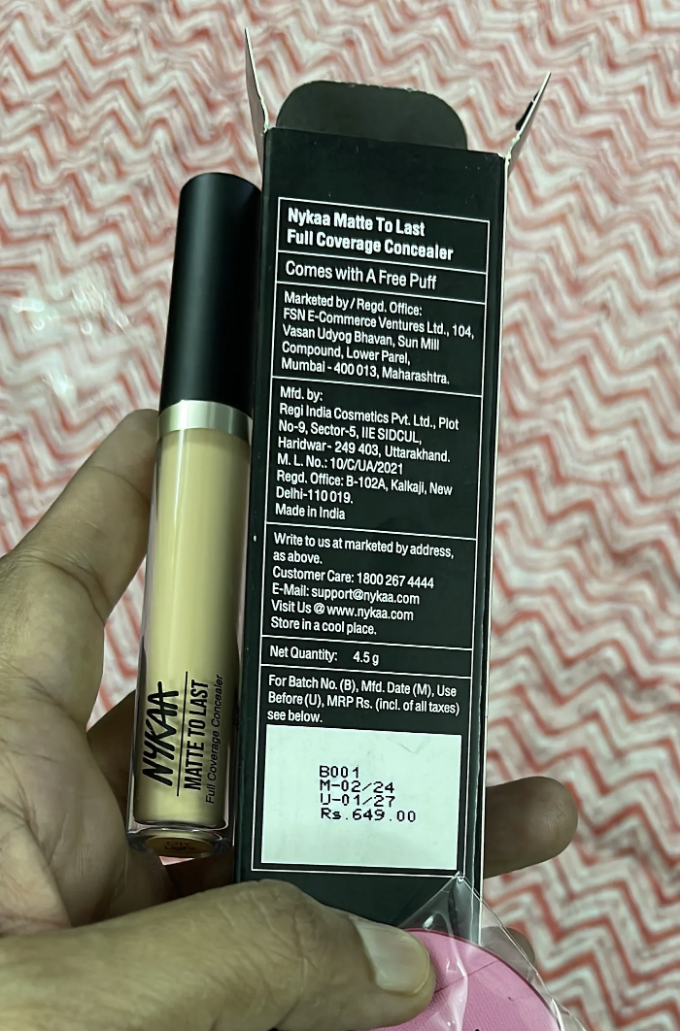 Nykaa Matte To Last
Full Coverage Concealer
Comes with A Free Puff
Marketed by / Regd. Office:
FSN E-Commerce Ventures Ltd., 104,
Vasan Udyog Bhavan, Sun Mill
Compound, Lower Parel,
Mumbai - 400 013, Maharashtra.
Mfd. by:
Regi India Cosmetics Pvt. Ltd., Plot
No-9, Sector-5, IIE SIDCUL,
Haridwar- 249 403, Uttarakhand.
M. L. No.: 10/C/UA/2021
Regd. Office: B-102A, Kalkaji, New
Delhi-110 019.
Made in India
Write to us at marketed by address,
as above.
Customer Care: 1800 267 4444
E-Mail: support@nykaa.com
Visit Us @ www.nykaa.com
Store in a cool place.
Net Quantity: 4.5 g
For Batch No. (B), Mfd. Date (M), Use
Before (U), MRP Rs. (incl. of all taxes)
see below.
B001
M-02/24
U-01/27
Rs.649.00
NYKAA
MATTE TO LAST
Full Coverage Concealer